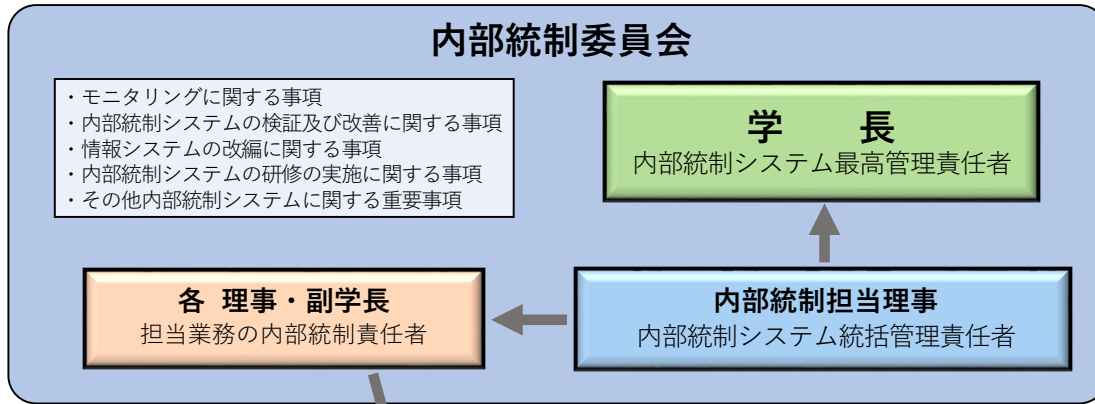 内部統制委員会
・モニタリングに関する事項
・内部統制システムの検証及び改善に関する事項
・情報システムの改編に関する事項
・内部統制システムの研修の実施に関する事項
・その他内部統制システムに関する重要事項
学　　長
内部統制システム最高管理責任者
各 理事・副学長
担当業務の内部統制責任者
内部統制担当理事
内部統制システム統括管理責任者